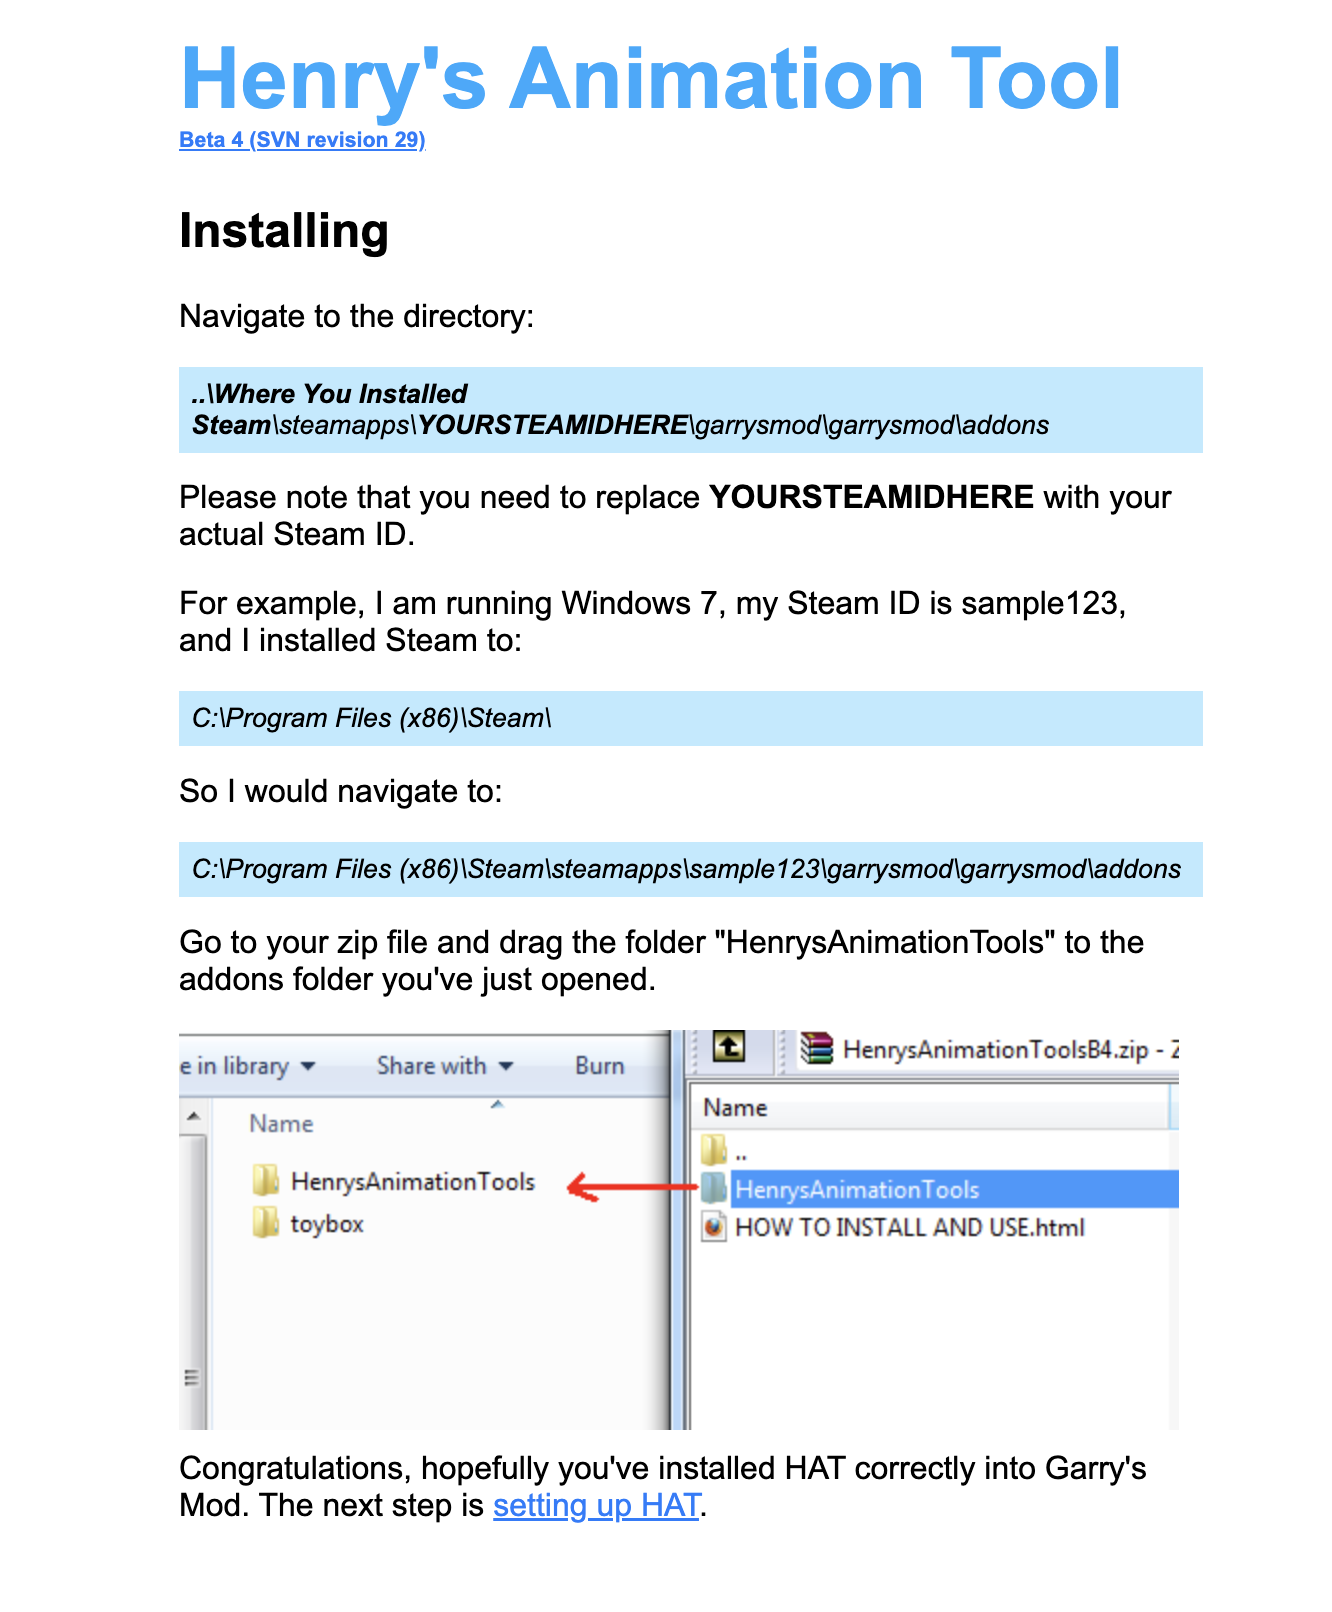 Henry's Animation Tool
Beta 4 (SVN revision 29)
Installing
Navigate to the directory:
..\Where You Installed
Steam\steamapps\YOURSTEAMIDHERE\garrysmod\garrysmod\addons
Please note that you need to replace YOURSTEAMIDHERE with your
actual Steam ID.
For example, I am running Windows 7, my Steam ID is sample123,
and I installed Steam to:
C:\Program Files (x86)\Steam\
So I would navigate to:
C:\Program Files (x86)\Steam\steamapps\sample123\garrysmod\garrysmod\addons
Go to your zip file and drag the folder "HenrysAnimationTools" to the
addons folder you've just opened.
e in library Share with Burn
Name
HenrysAnimationTools
toybox
HenrysAnimationToolsB4.zip - Z
Name
..
HenrysAnimationTools
HOW TO INSTALL AND USE.html
Congratulations, hopefully you've installed HAT correctly into Garry's
Mod. The next step is setting up HAT.